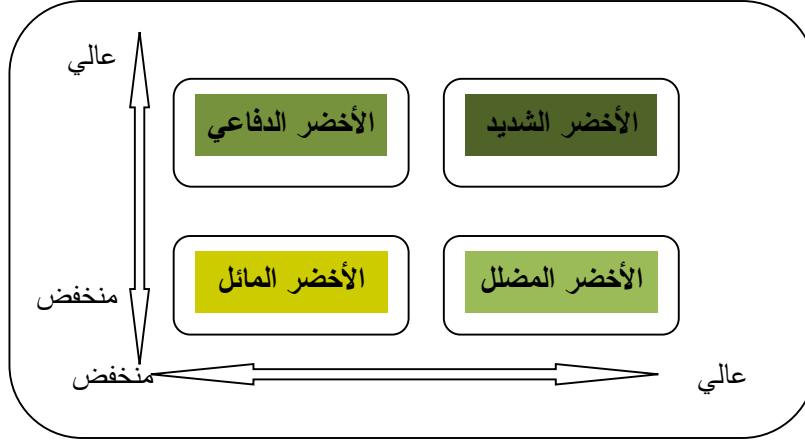 عالي
الأخضر الشديد
الأخضر الدفاعي
الأخضر المضلل
الأخضر المائل
منخفض
عالي
منخفض